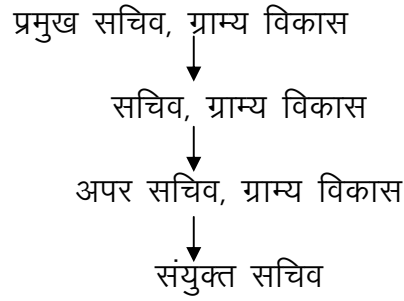 प्रमुख सचिव, ग्राम्य विकास
सचिव, ग्राम्य विकास
अपर सचिव, ग्राम्य विकास
संयुक्त सचिव